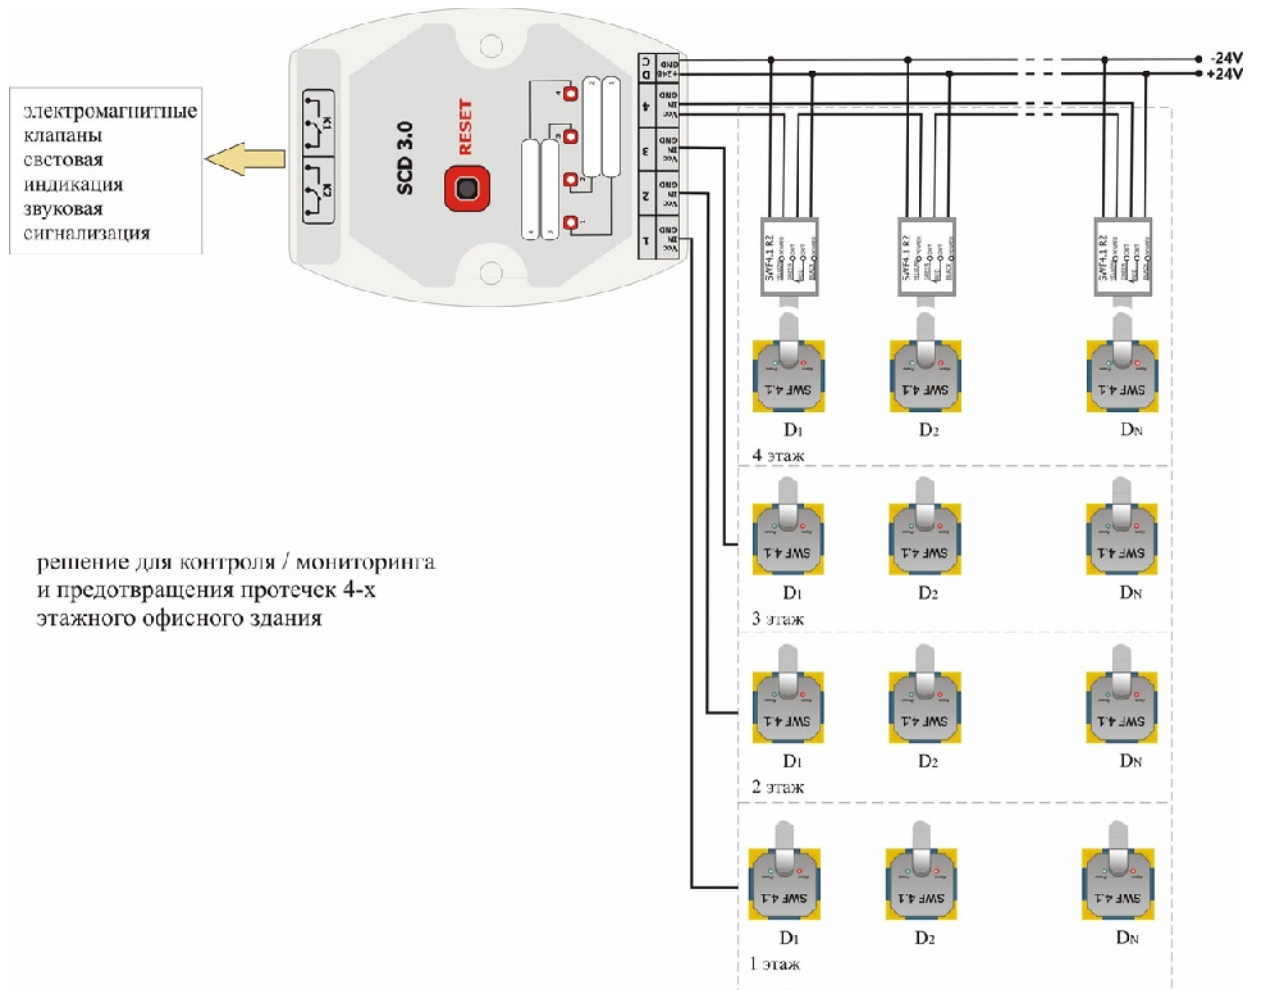 электромагнитные
клапаны
световая
индикация
звуковая
сигнализация
K1
K2
SCD 3.0
RESET
4
3
2
1
C GND
D +24В
4 GND IN Vcc
3 GND IN Vcc
2 GND IN Vcc
1 GND IN Vcc
-24V
+24V
SWF4.1 R2
SWF4.1 R2
SWF4.1 R2
SWF 4.1
SWF 4.1
SWF 4.1
D1
D2
DN
4 этаж
SWF 4.1
SWF 4.1
SWF 4.1
D1
D2
DN
3 этаж
решение для контроля / мониторинга
и предотвращения протечек 4-х
этажного офисного здания
SWF 4.1
SWF 4.1
SWF 4.1
D1
D2
DN
2 этаж
SWF 4.1
SWF 4.1
SWF 4.1
D1
D2
DN
1 этаж